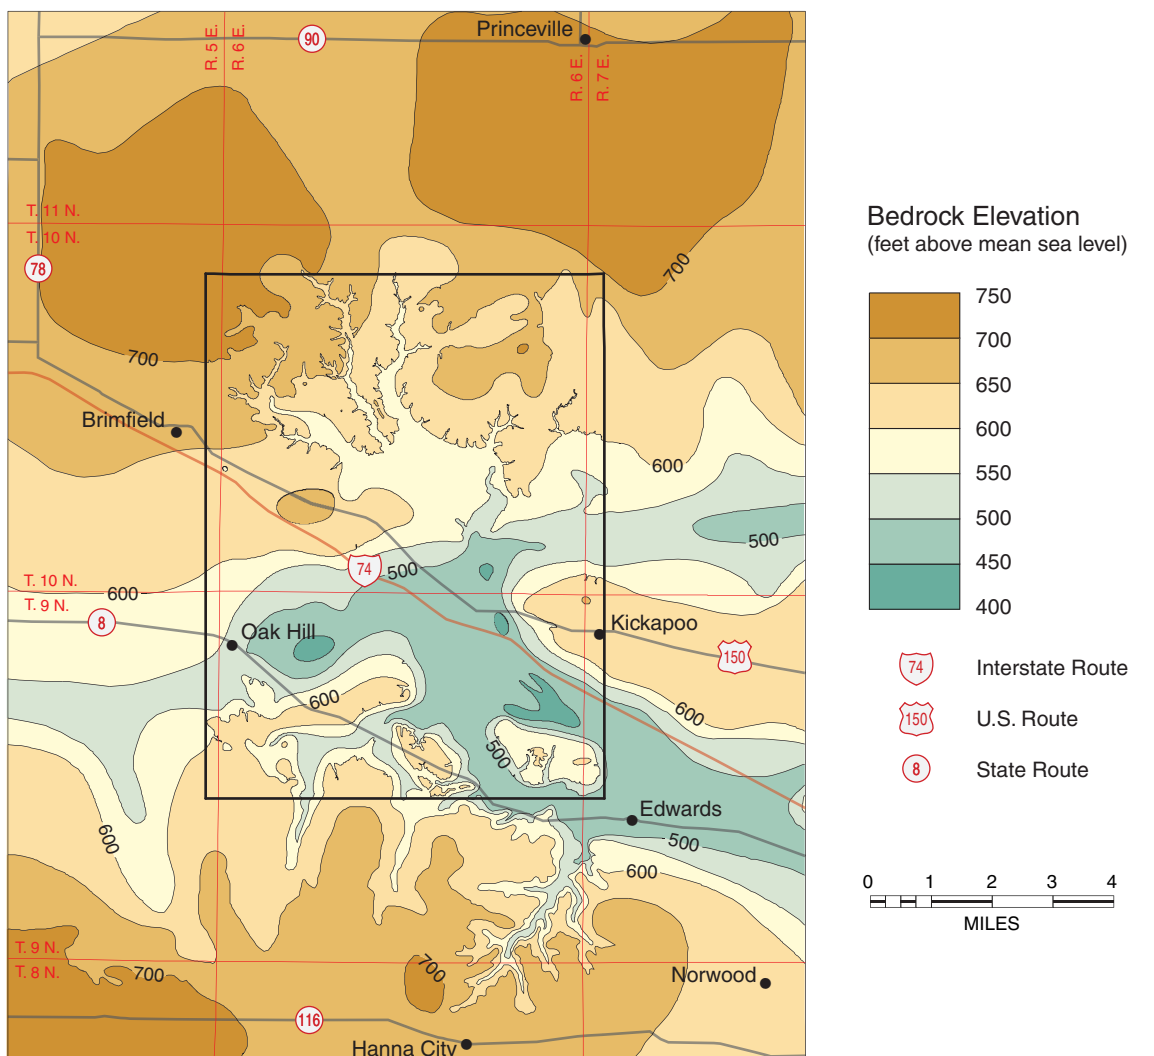 Princeville
90
R. 5 E.
R. 6 E.
R. 6 E.
R. 7 E.
T. 11 N.
T. 10 N.
78
700
700
Brimfield
600
500
74
500
T. 10 N.
T. 9 N.
600
8
Oak Hill
Kickapoo
150
600
600
500
Edwards
500
600
600
T. 9 N.
T. 8 N.
700
700
Norwood
116
Hanna City
Bedrock Elevation
(feet above mean sea level)
750
700
650
600
550
500
450
400
74 Interstate Route
150 U.S. Route
8 State Route
0 1 2 3 4
MILES